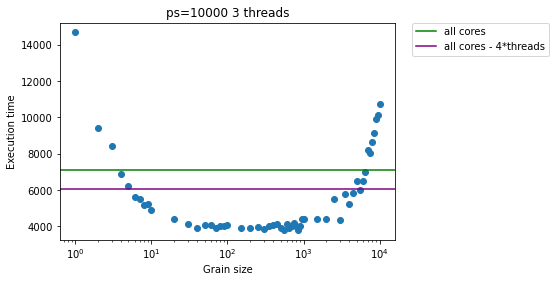 ps=10000 3 threads
all cores
all cores - 4*threads
Execution time
14000
12000
10000
8000
6000
4000
10⁰
10¹
10²
10³
10⁴
Grain size